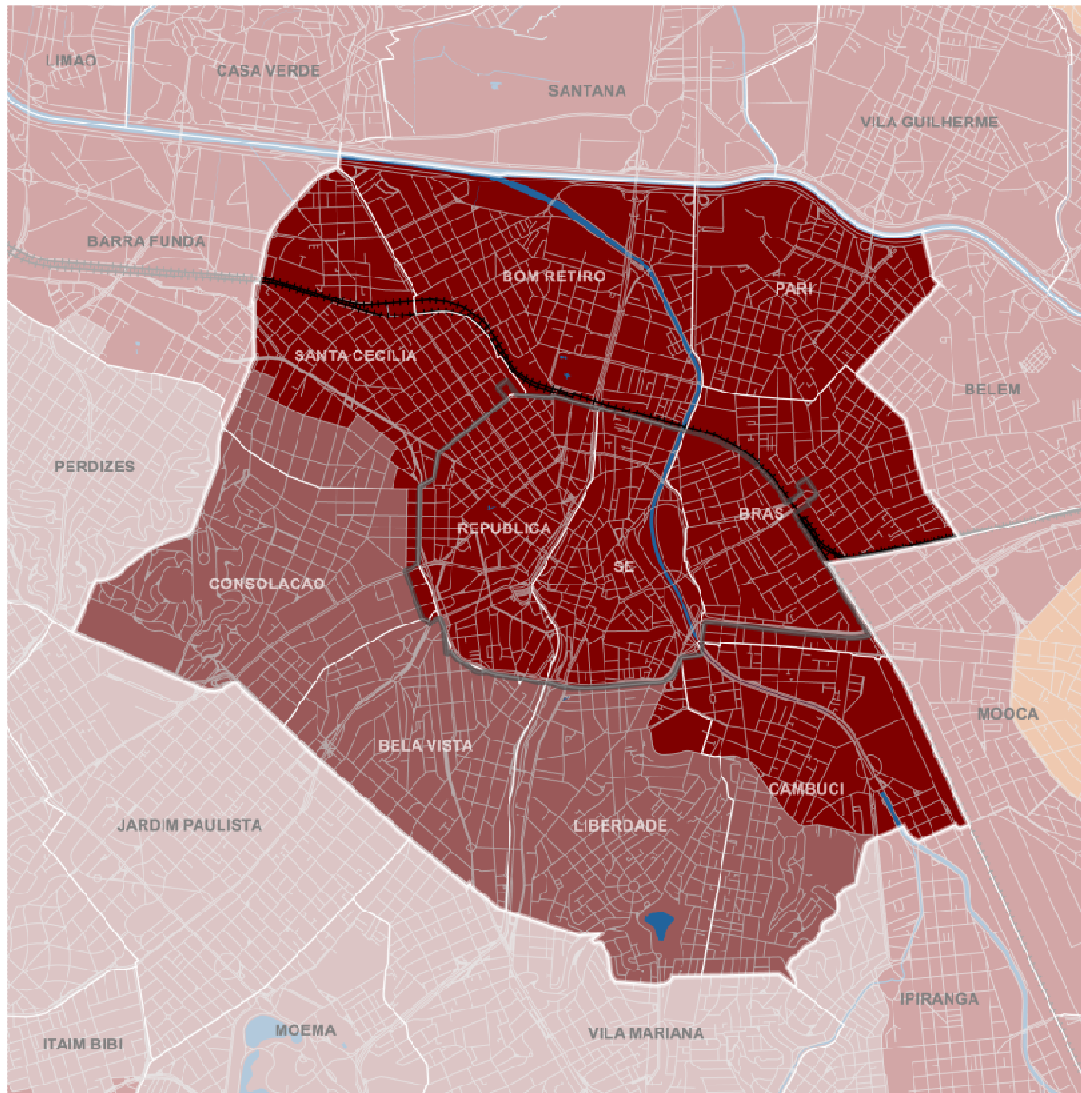 LIMAO
CASA VERDE
SANTANA
VILA GUILHERME
BARRA FUNDA
BOM RETIRO
PARI
SANTA CECÍLIA
BELEM
PERDIZES
REPUBLICA
BRAS
SE
CONSOLACAO
MOOCA
BELA VISTA
CAMBUCI
JARDIM PAULISTA
LIBERDADE
IPIRANGA
MOEMA
VILA MARIANA
ITAIM BIBI